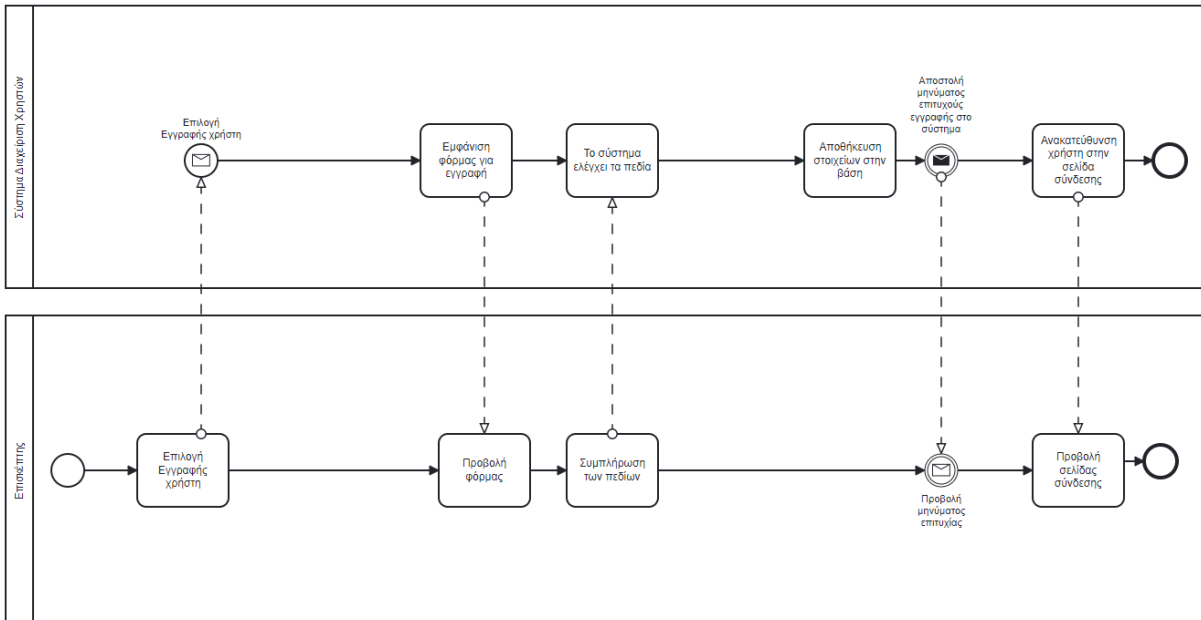 Σύστημα Διαχείριση Χρηστών
Επιλογή
Εγγραφής χρήστη
Εμφάνιση
φόρμας για
εγγραφή
Το σύστημα
ελέγχει τα πεδία
Αποθήκευση
στοιχείων στην
βάση
Αποστολή
μηνύματος
επιτυχούς
εγγραφής στο
σύστημα
Ανακατεύθυνση
χρήστη στην
σελίδα
σύνδεσης
Επισκέπτης
Επιλογή
Εγγραφής
χρήστη
Προβολή
φόρμας
Συμπλήρωση
των πεδίων
Προβολή
μηνύματος
επιτυχίας
Προβολή
σελίδας
σύνδεσης